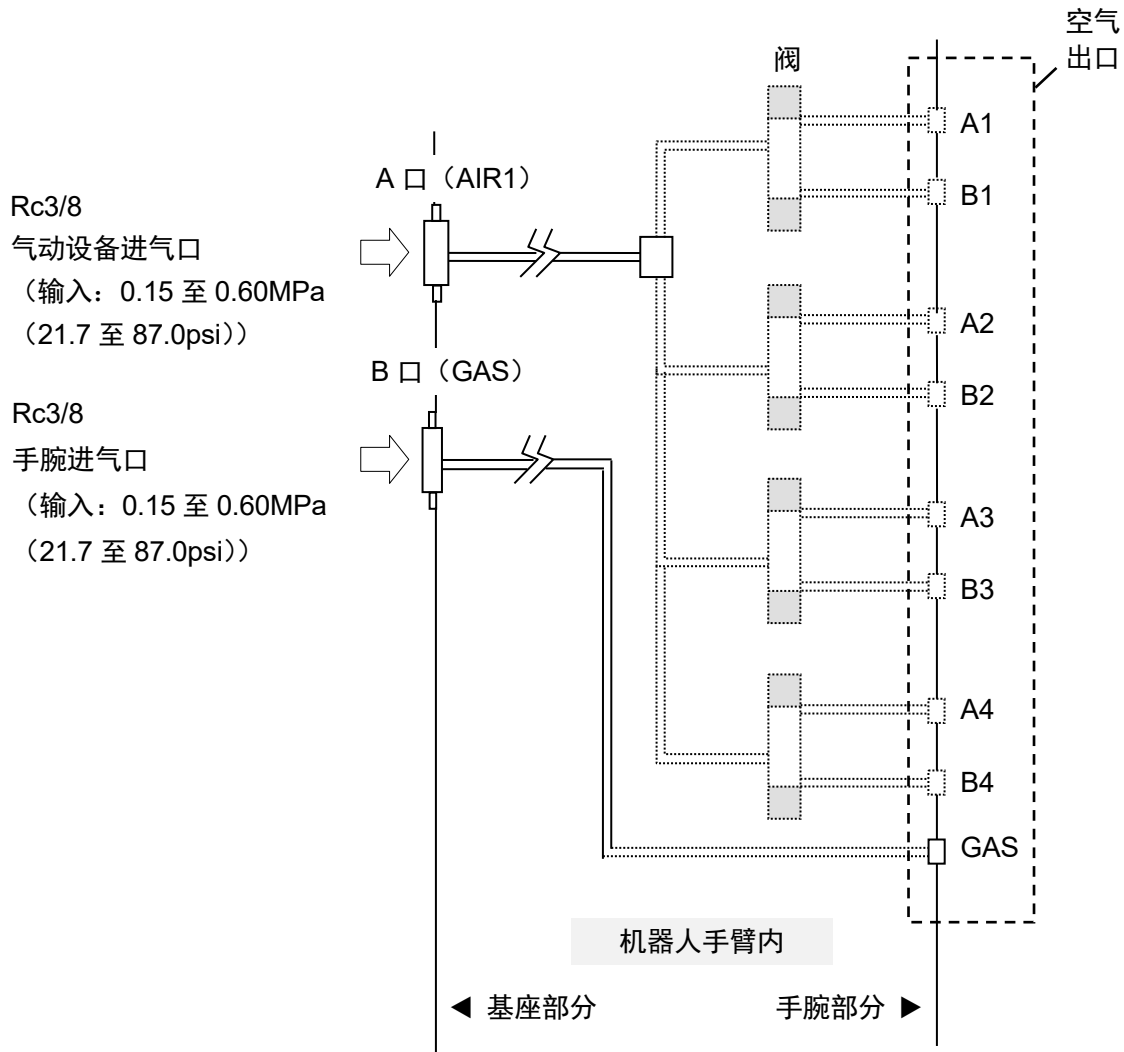 空气
出口
阀
A1
A 口（AIR1）
B1
Rc3/8
气动设备进气口
（输入：0.15 至 0.60MPa
（21.7 至 87.0psi））
A2
B 口（GAS）
B2
Rc3/8
手腕进气口
（输入：0.15 至 0.60MPa
（21.7 至 87.0psi））
A3
B3
A4
B4
GAS
机器人手臂内
◀ 基座部分
手腕部分 ▶